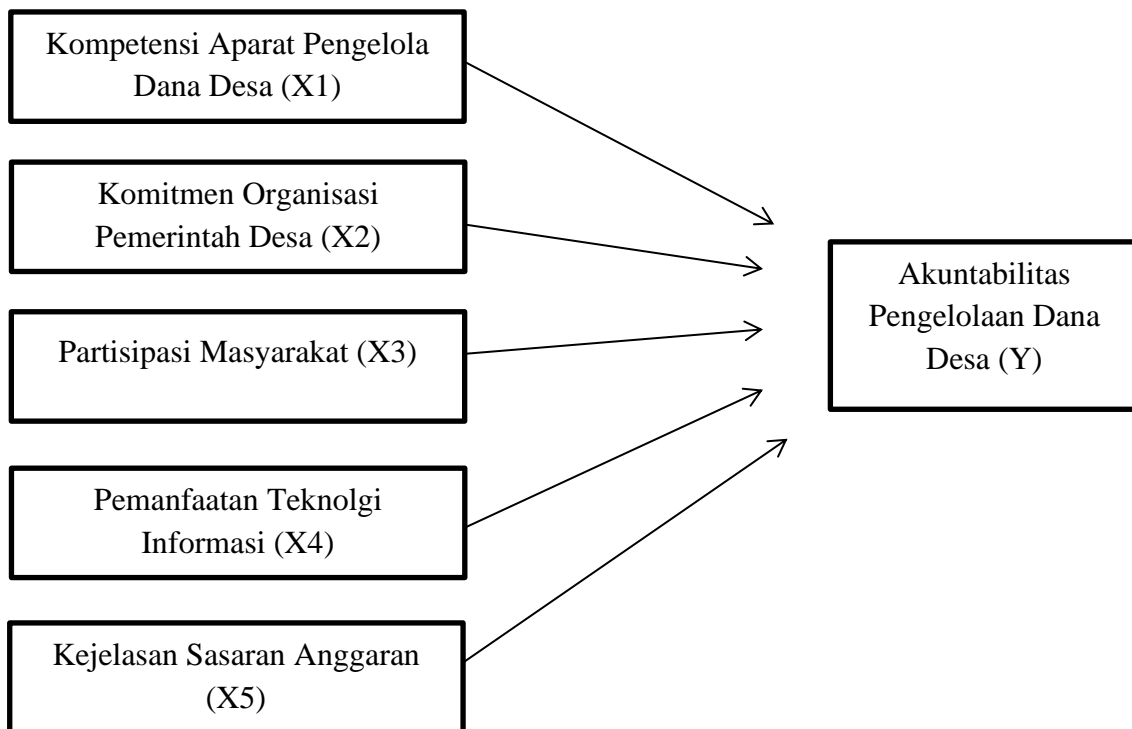 Kompetensi Aparat Pengelola
Dana Desa (X1)
Komitmen Organisasi
Pemerintah Desa (X2)
Partisipasi Masyarakat (X3)
Pemanfaatan Teknolgi
Informasi (X4)
Kejelasan Sasaran Anggaran
(X5)
Akuntabilitas
Pengelolaan Dana
Desa (Y)